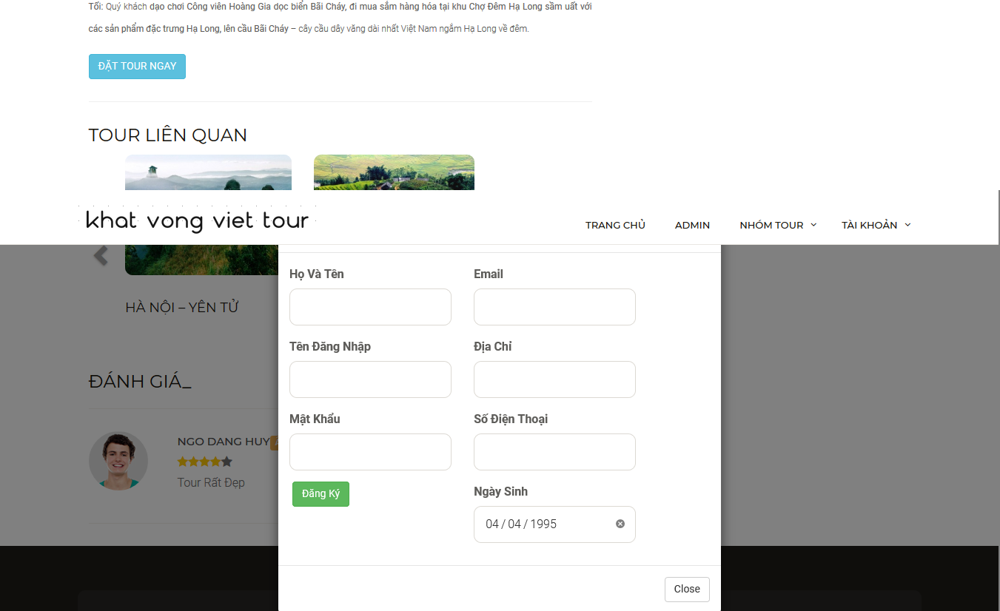 Tối: Quý khách dạo chơi Công viên Hoàng Gia dọc biển Bãi Cháy, đi mua sắm hàng hóa tại khu Chợ Đêm Hạ Long sầm uất với
các sản phẩm đặc trưng Hạ Long, lên cầu Bãi Cháy – cây cầu dây văng dài nhất Việt Nam ngắm Hạ Long về đêm.
ĐẶT TOUR NGAY
TOUR LIÊN QUAN
khat vong viet tour
TRANG CHỦ ADMIN NHÓM TOUR TÀI KHOẢN
Họ Và Tên Email
HÀ NỘI – YÊN TỬ
Tên Đăng Nhập Địa Chỉ
ĐÁNH GIÁ_
Mật Khẩu Số Điện Thoại
NGO DANG HUY
Tour Rất Đẹp
Đăng Ký Ngày Sinh
04 / 04 / 1995
Close